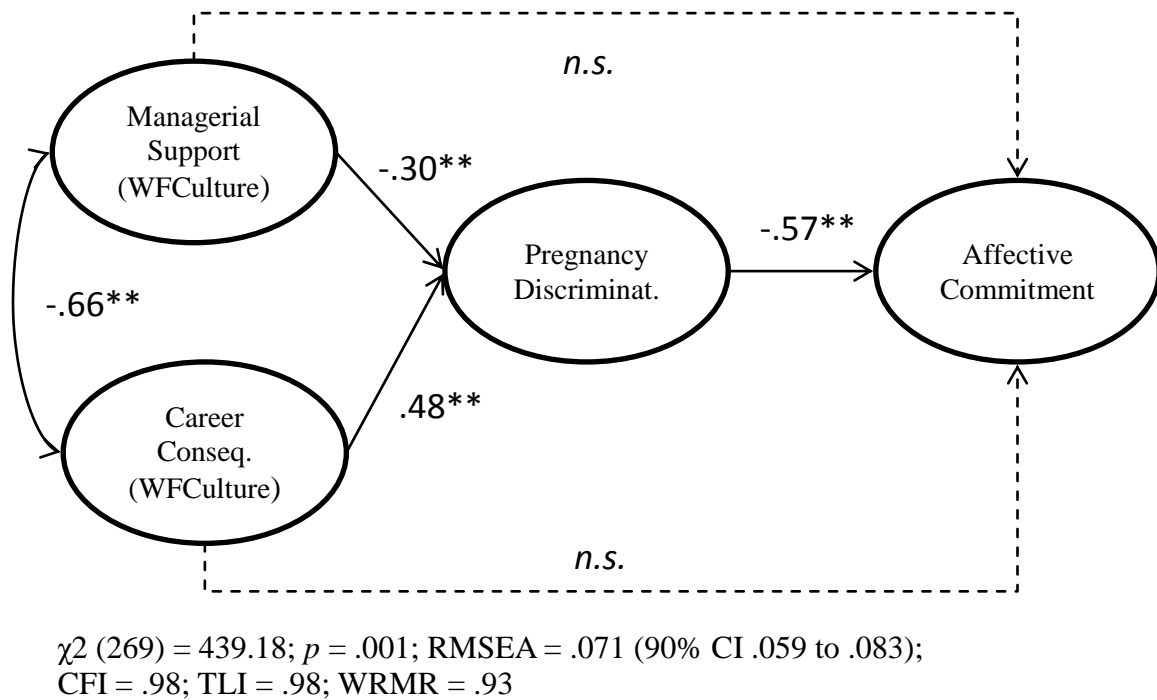 n.s.
Managerial
Support
(WFCulture)
-.30**
-.57**
Pregnancy
Discriminat.
Affective
Commitment
-.66**
.48**
Career
Conseq.
(WFCulture)
n.s.
χ2 (269) = 439.18; p = .001; RMSEA = .071 (90% CI .059 to .083);
CFI = .98; TLI = .98; WRMR = .93